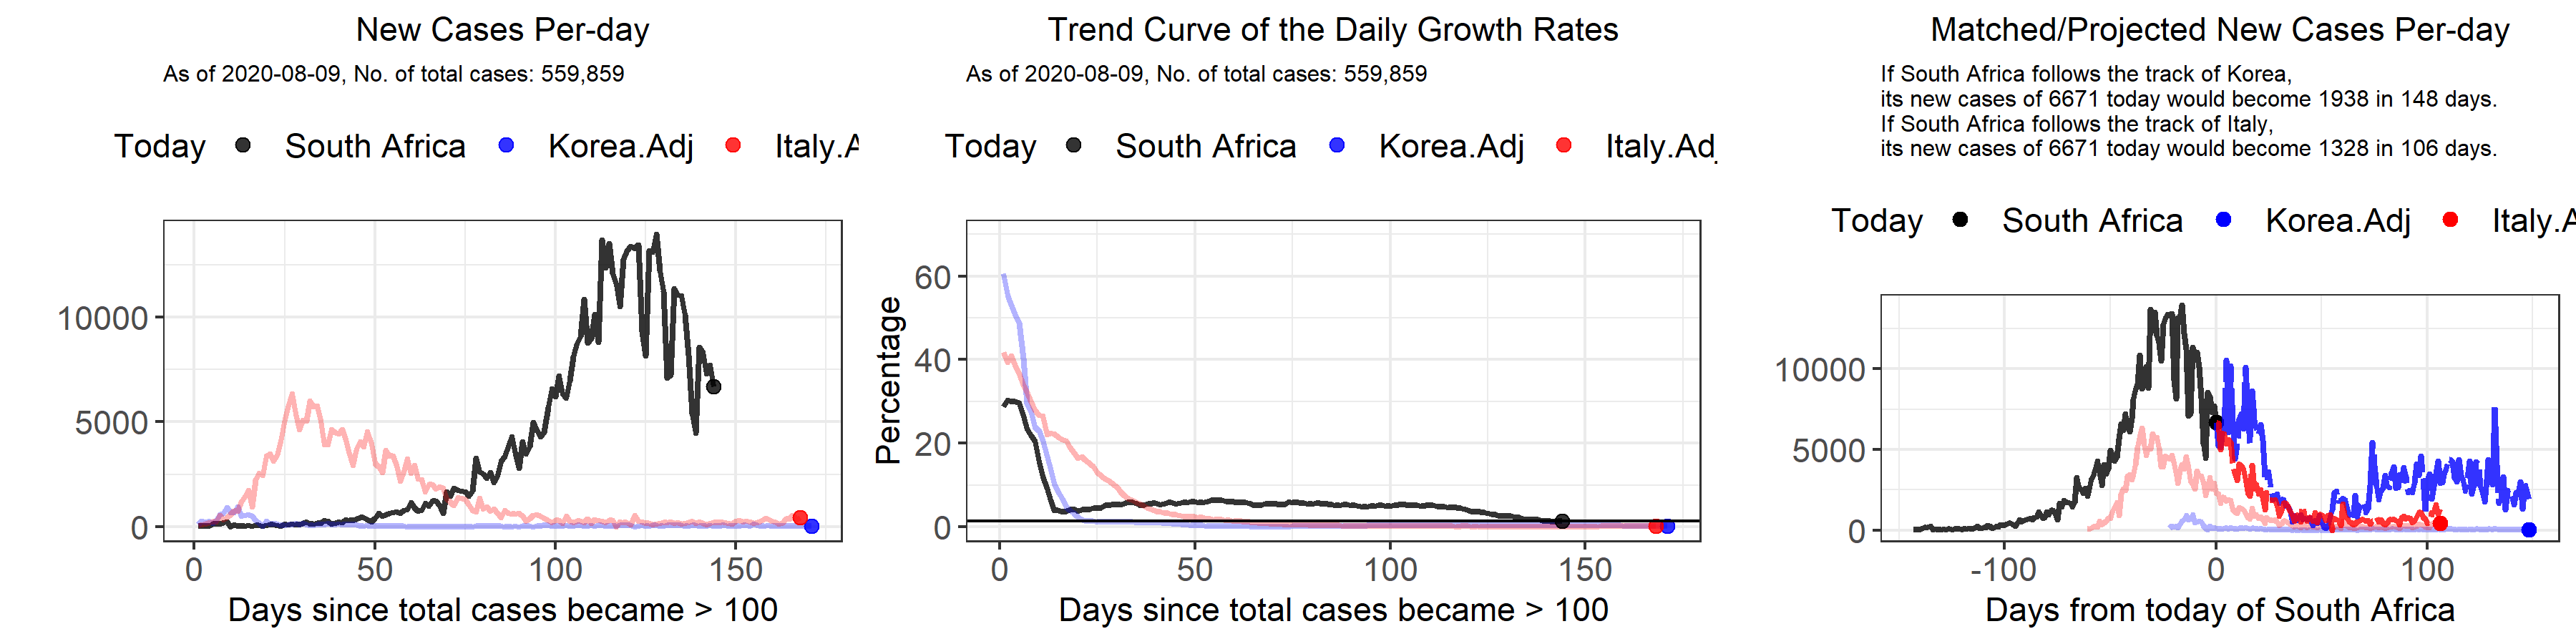 New Cases Per-day
As of 2020-08-09, No. of total cases: 559,859
Today South Africa Korea.Adj Italy.A
10000
5000
0
0 50 100 150
Days since total cases became > 100
Trend Curve of the Daily Growth Rates
As of 2020-08-09, No. of total cases: 559,859
Today South Africa Korea.Adj Italy.Adj
Percentage
60
40
20
0
0 50 100 150
Days since total cases became > 100
Matched/Projected New Cases Per-day
If South Africa follows the track of Korea,
its new cases of 6671 today would become 1938 in 148 days.
If South Africa follows the track of Italy,
its new cases of 6671 today would become 1328 in 106 days.
Today South Africa Korea.Adj Italy.A
10000
5000
0
-100 0 100
Days from today of South Africa